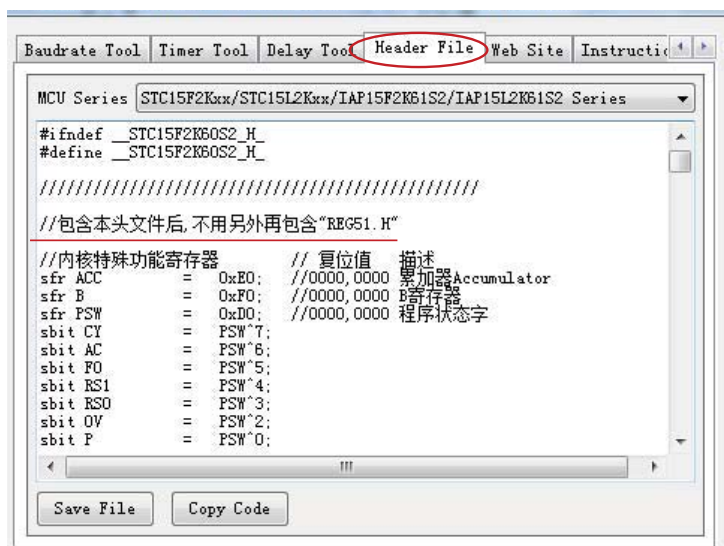 Baudrate Tool Timer Tool Delay Tool Header File Web Site Instructi
MCU Series STC15F2Kxx/STC15L2Kxx/IAP15F2K61S2/IAP15L2K61S2 Series
#ifndef __STC15F2K60S2_H_
#define __STC15F2K60S2_H_
/////////////////////////////////////////////////
//包含本头文件后,不用另外再包含"REG51.H"
//内核特殊功能寄存器 // 复位值 描述
sfr ACC = 0xE0; //0000,0000 累加器Accumulator
sfr B = 0xF0; //0000,0000 B寄存器
sfr PSW = 0xD0; //0000,0000 程序状态字
sbit CY = PSW^7;
sbit AC = PSW^6;
sbit F0 = PSW^5;
sbit RS1 = PSW^4;
sbit RS0 = PSW^3;
sbit OV = PSW^2;
sbit P = PSW^0;
Save File Copy Code